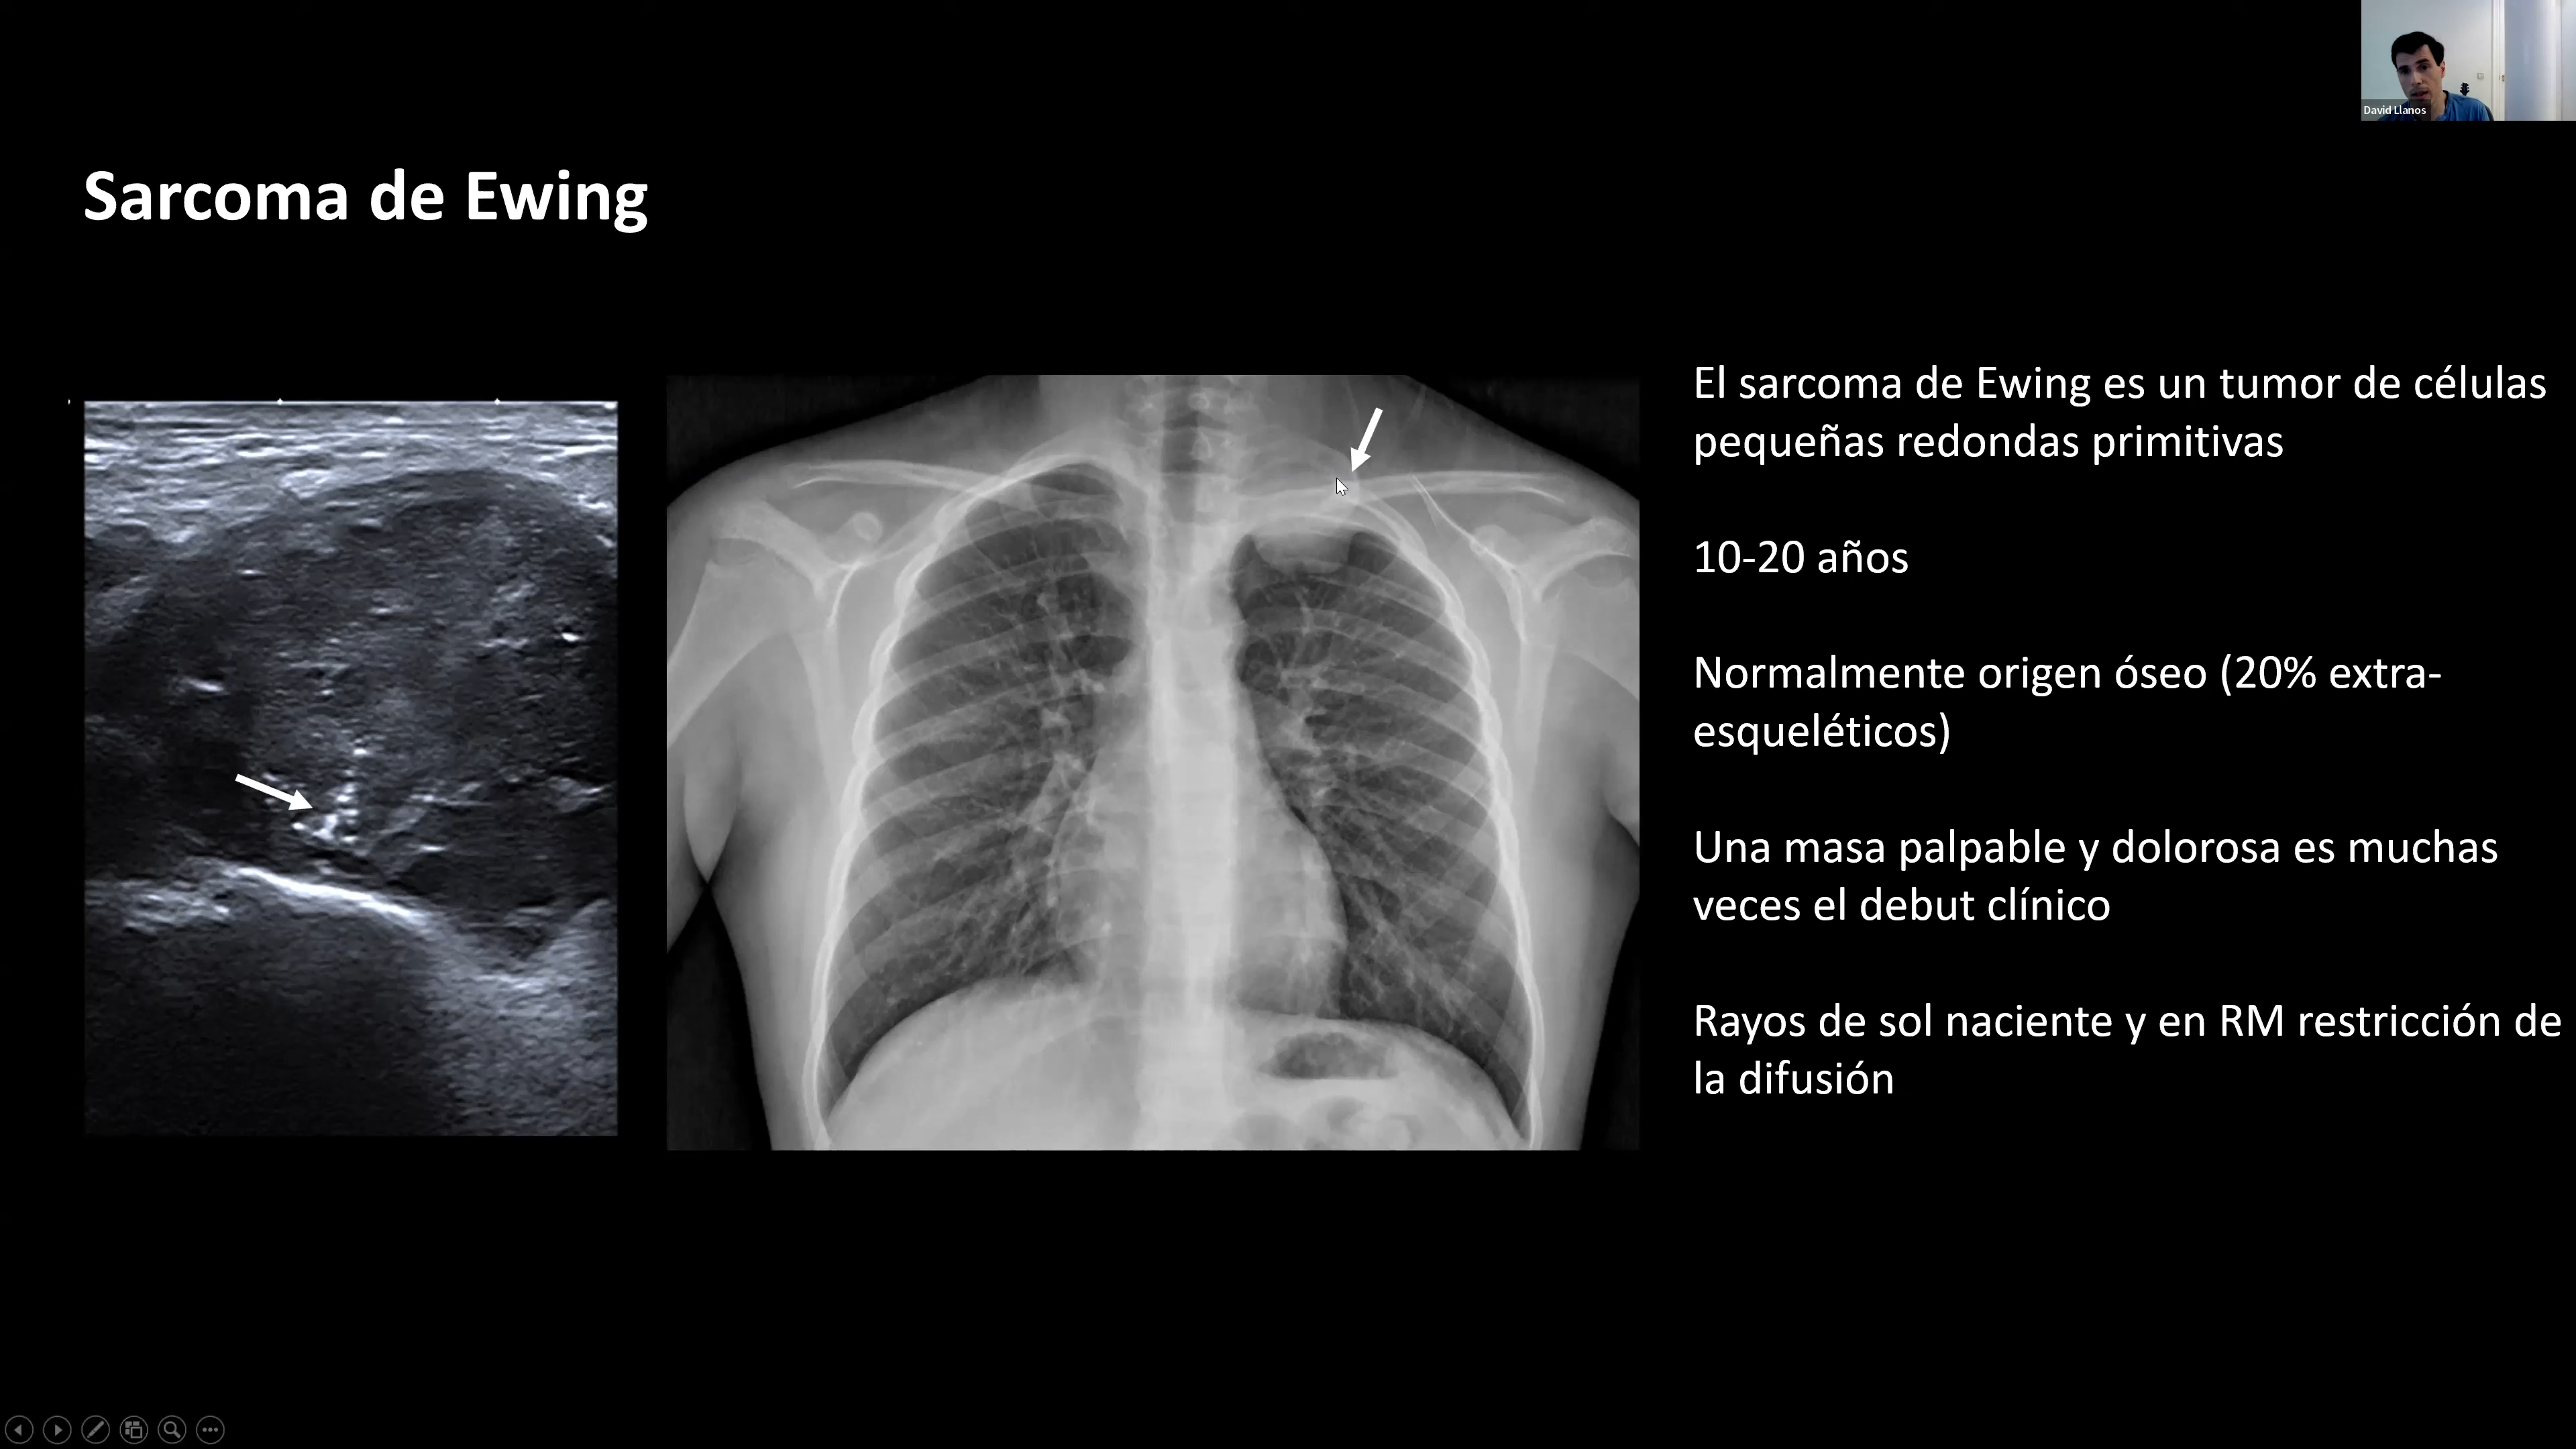 David Llanos
Sarcoma de Ewing
El sarcoma de Ewing es un tumor de células
pequeñas redondas primitivas
10-20 años
Normalmente origen óseo (20% extra-
esqueléticos)
Una masa palpable y dolorosa es muchas
veces el debut clínico
Rayos de sol naciente y en RM restricción de
la difusión